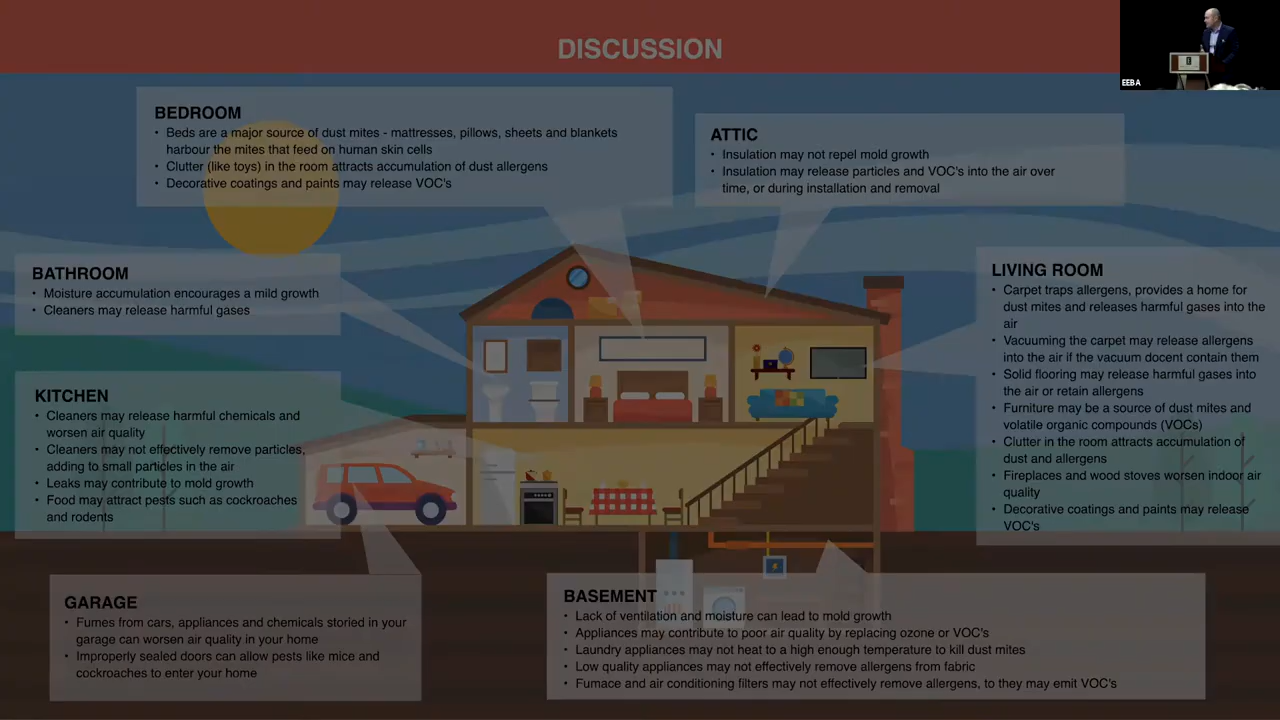 DISCUSSION
EEBA
BEDROOM
• Beds are a major source of dust mites - mattresses, pillows, sheets and blankets
harbour the mites that feed on human skin cells
• Clutter (like toys) in the room attracts accumulation of dust allergens
• Decorative coatings and paints may release VOC's
ATTIC
• Insulation may not repel mold growth
• Insulation may release particles and VOC's into the air over
time, or during installation and removal
BATHROOM
• Moisture accumulation encourages a mild growth
• Cleaners may release harmful gases
LIVING ROOM
• Carpet traps allergens, provides a home for
dust mites and releases harmful gases into the
air
• Vacuuming the carpet may release allergens
into the air if the vacuum docent contain them
• Solid flooring may release harmful gases into
the air or retain allergens
• Furniture may be a source of dust mites and
volatile organic compounds (VOCs)
• Clutter in the room attracts accumulation of
dust and allergens
• Fireplaces and wood stoves worsen indoor air
quality
• Decorative coatings and paints may release
VOC's
KITCHEN
• Cleaners may release harmful chemicals and
worsen air quality
• Cleaners may not effectively remove particles,
adding to small particles in the air
• Leaks may contribute to mold growth
• Food may attract pests such as cockroaches
and rodents
GARAGE
• Fumes from cars, appliances and chemicals storied in your
garage can worsen air quality in your home
• Improperly sealed doors can allow pests like mice and
cockroaches to enter your home
BASEMENT
• Lack of ventilation and moisture can lead to mold growth
• Appliances may contribute to poor air quality by replacing ozone or VOC's
• Laundry appliances may not heat to a high enough temperature to kill dust mites
• Low quality appliances may not effectively remove allergens from fabric
• Furnace and air conditioning filters may not effectively remove allergens, to they may emit VOC's